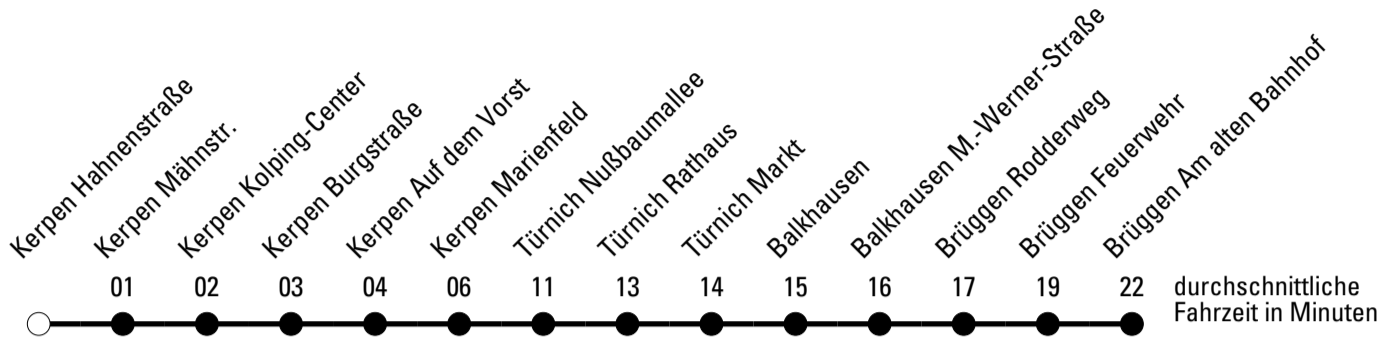 Kerpen Hahnenstraße
Kerpen Mähnstr.
Kerpen Kolping-Center
Kerpen Burgstraße
Kerpen Auf dem Vorst
Kerpen Marienfeld
Türnich Nußbaumallee
Türnich Rathaus
Türnich Markt
Balkhausen
Balkhausen M.-Werner-Straße
Brüggen Rodderweg
Brüggen Feuerwehr
Brüggen Am alten Bahnhof
01 02 03 04 06 11 13 14 15 16 17 19 22
durchschnittliche
Fahrzeit in Minuten